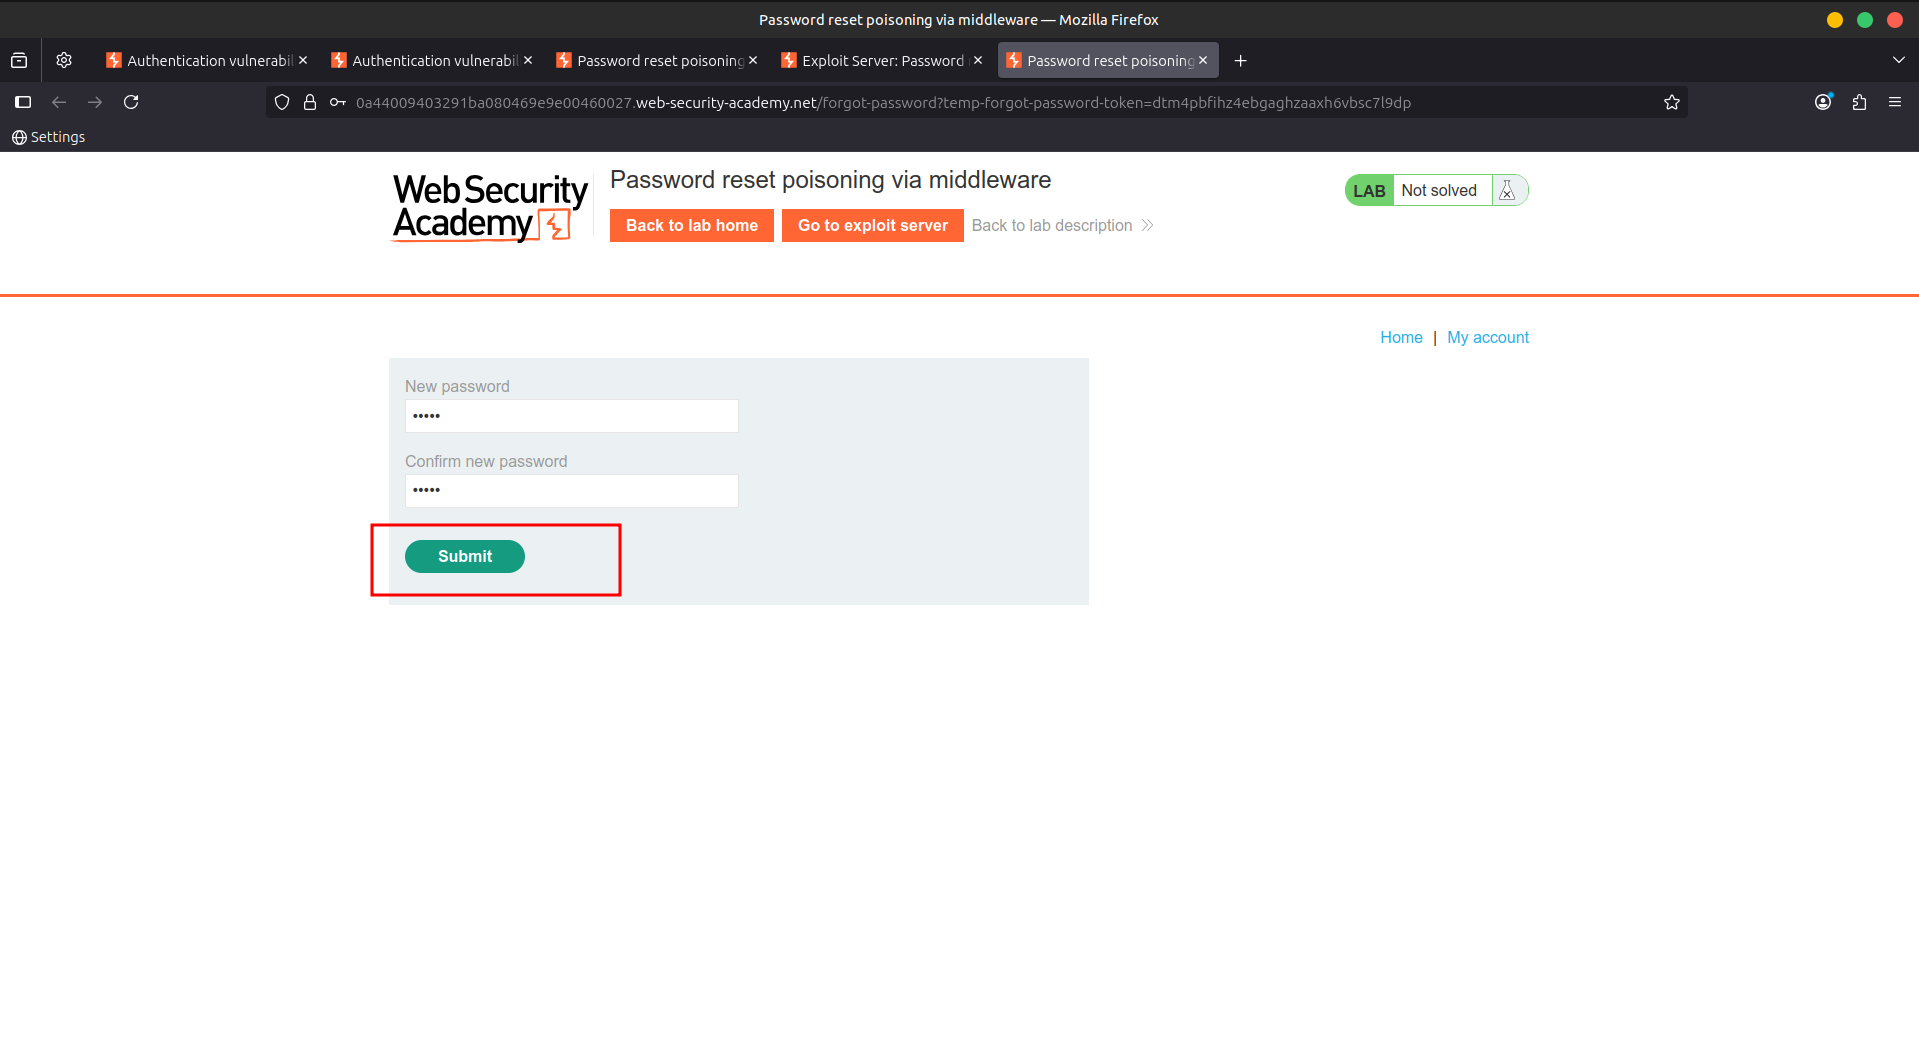 Password reset poisoning via middleware — Mozilla Firefox
Authentication vulnerabil
Authentication vulnerabil
Password reset poisoning
Exploit Server: Password
Password reset poisoning
0a44009403291ba080469e9e00460027.web-security-academy.net/forgot-password?temp-forgot-password-token=dtm4pbfihz4ebgaghzaaxh6vbsc7l9dp
Settings
Web Security
Academy
Password reset poisoning via middleware
Back to lab home
Go to exploit server
Back to lab description
LAB
Not solved
Home | My account
New password
•••••
Confirm new password
•••••
Submit